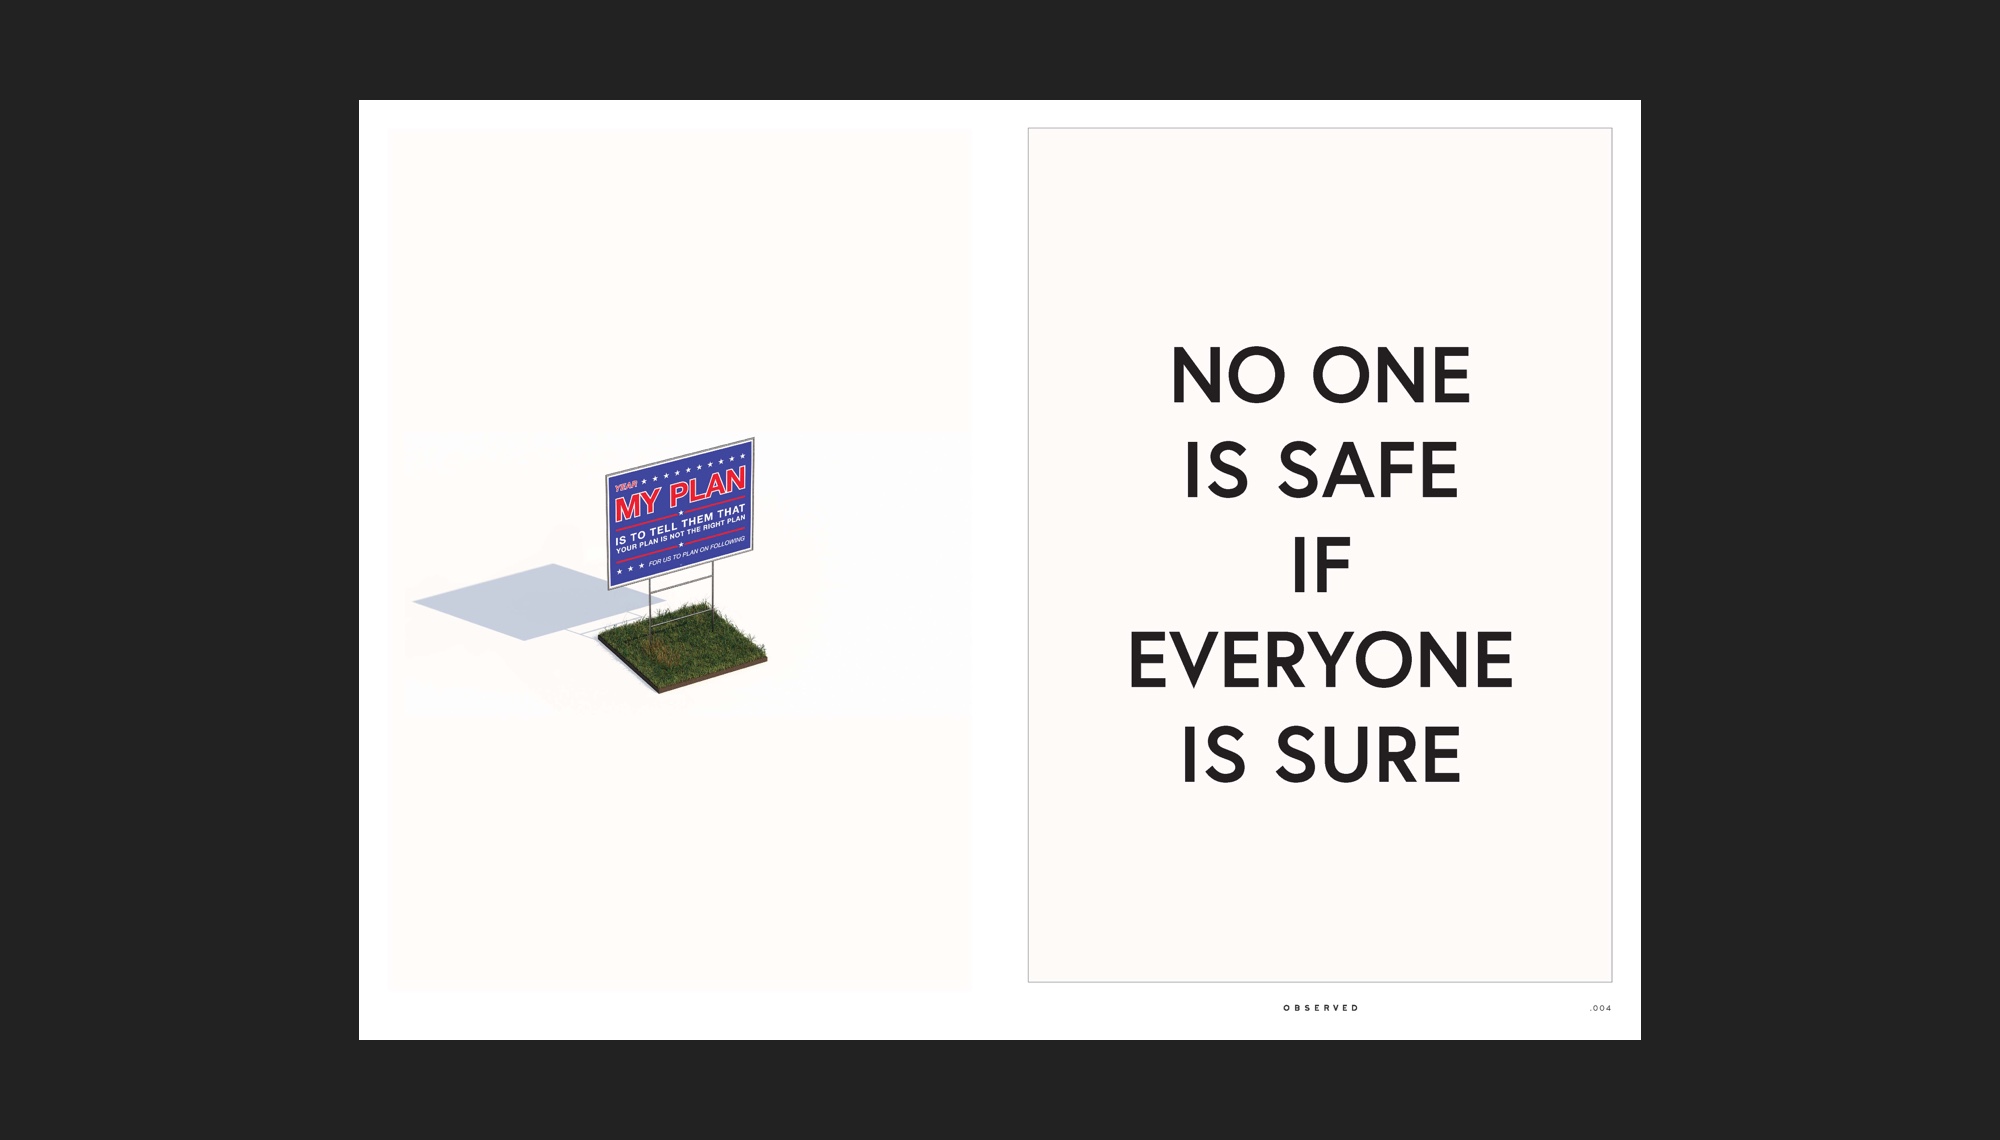 YEAR
MY PLAN
IS TO TELL THEM THAT
YOUR PLAN IS NOT THE RIGHT PLAN
FOR US TO PLAN ON FOLLOWING
NO ONE
IS SAFE
IF
EVERYONE
IS SURE
OBSERVED
.004